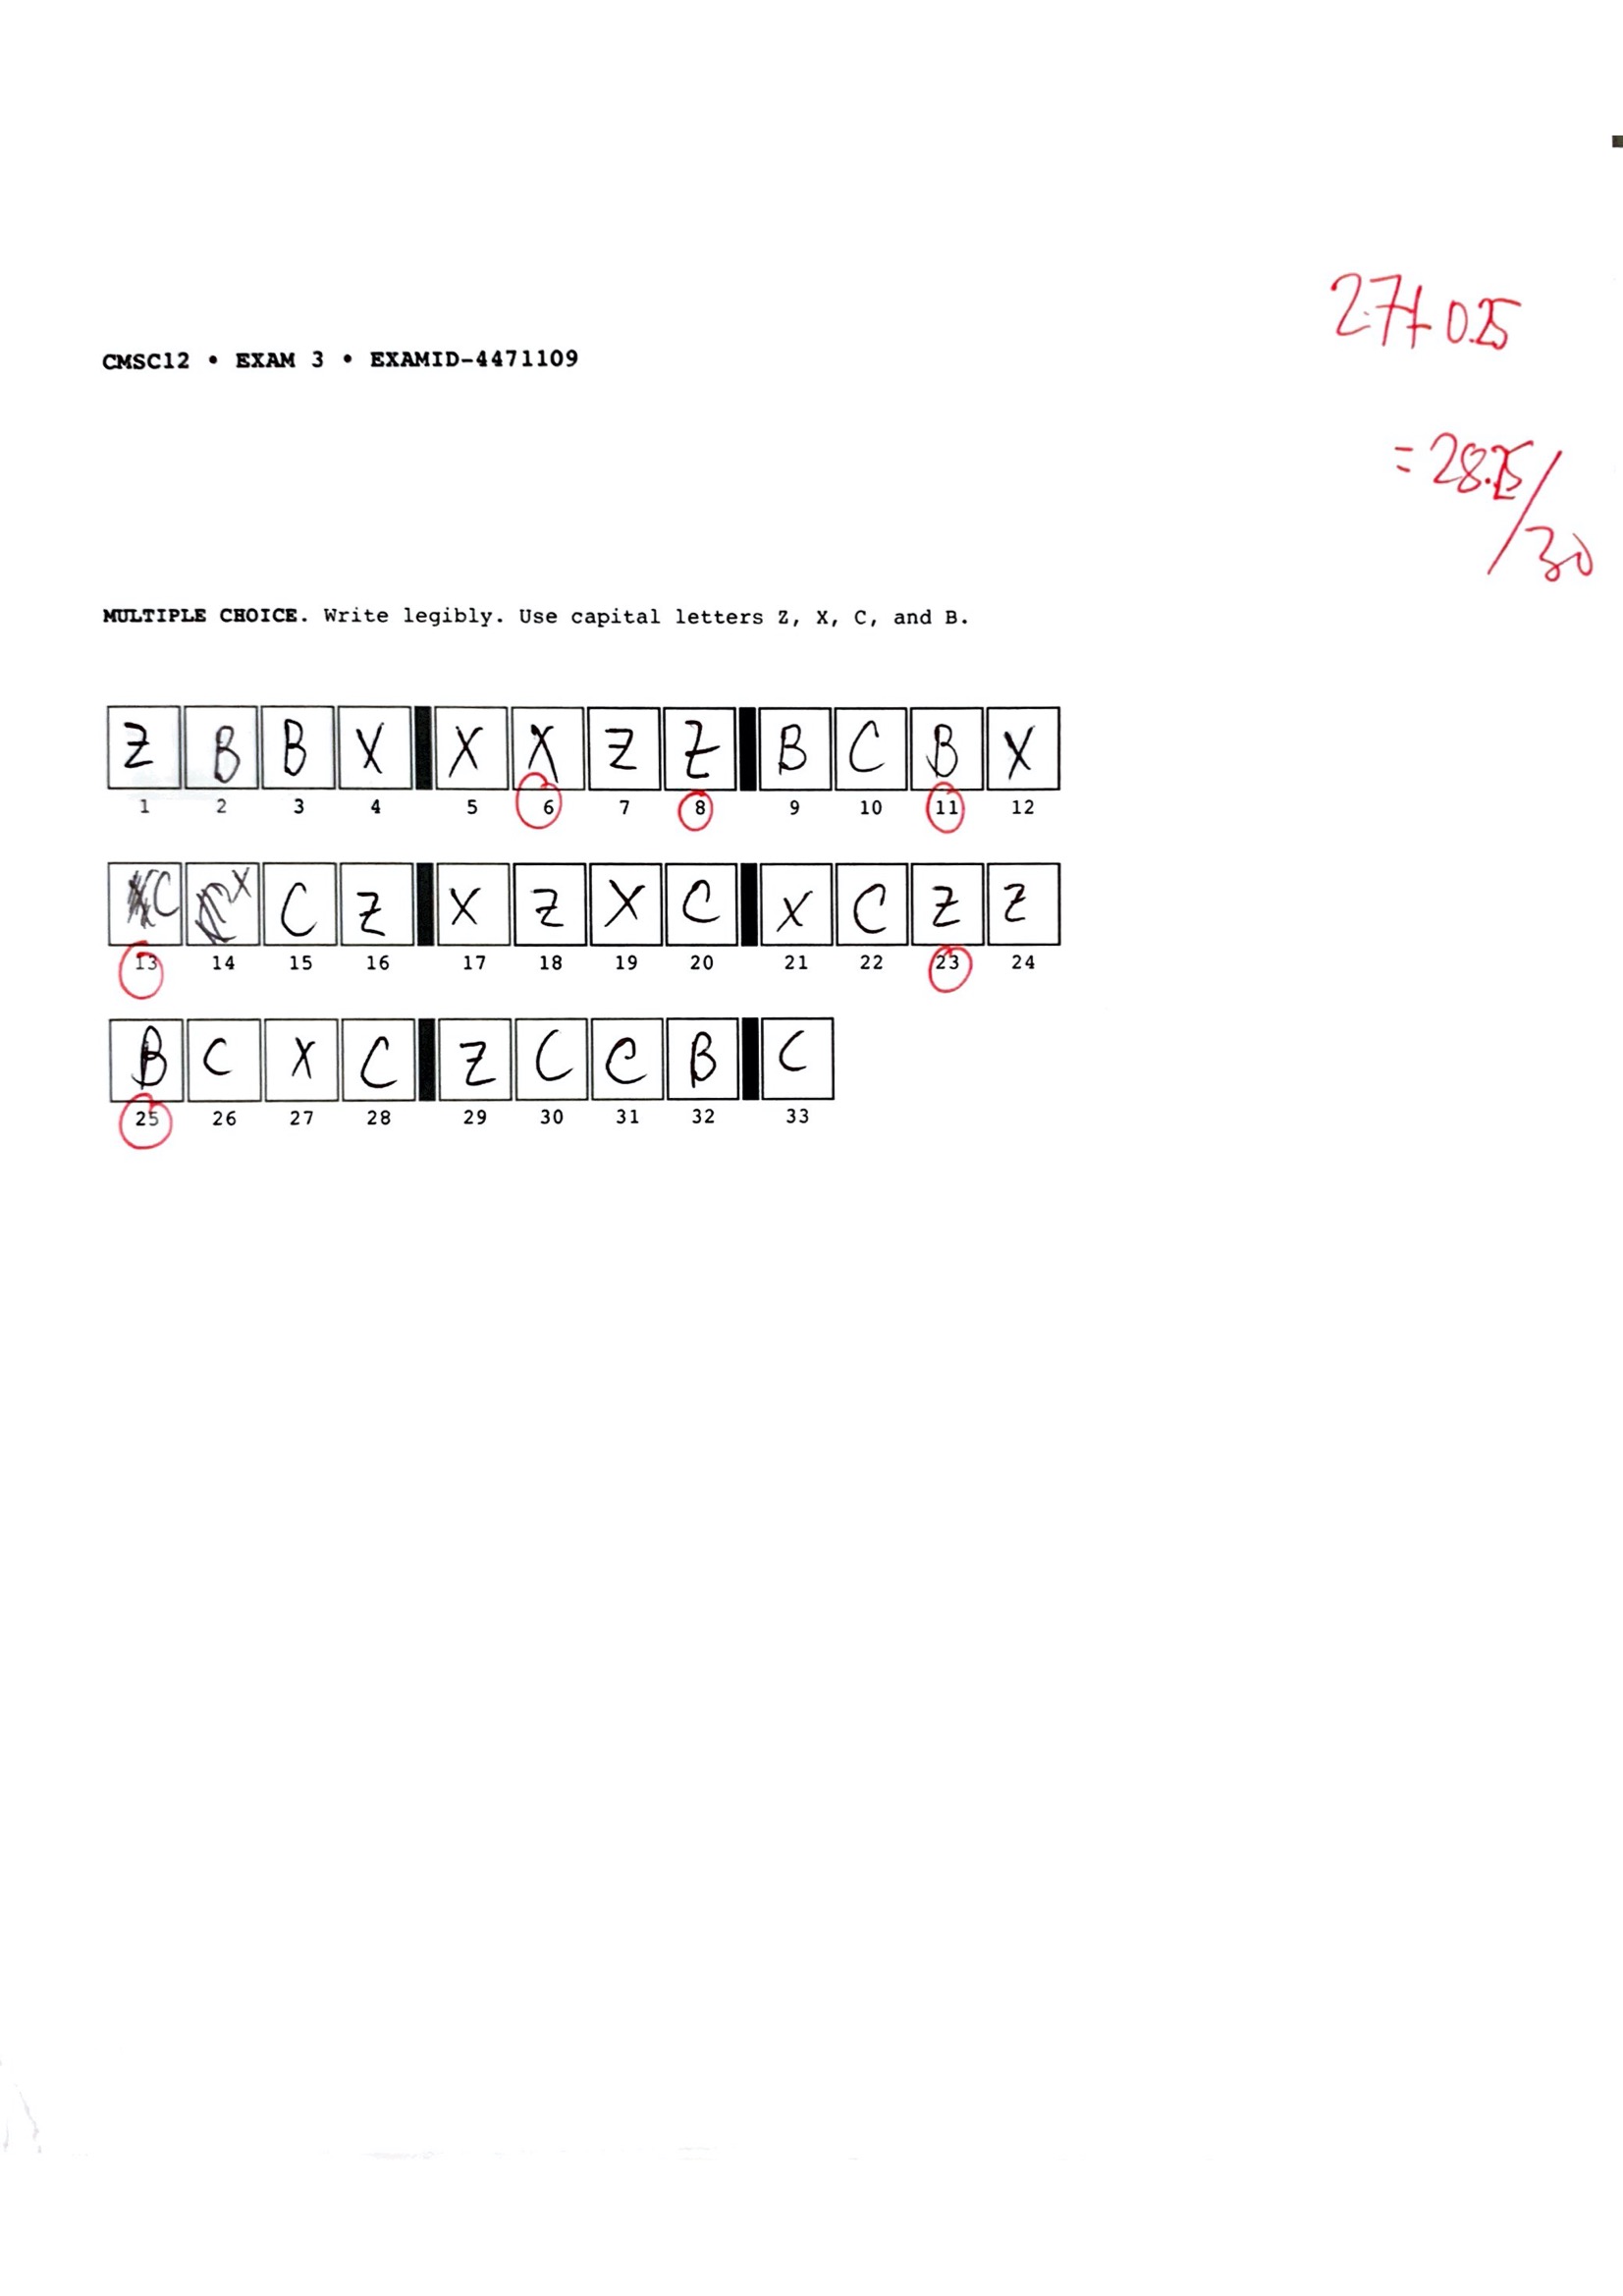 27+0.25
CMSC12 • EXAM 3 • EXAMID-4471109
= 28.25/30
MULTIPLE CHOICE. Write legibly. Use capital letters Z, X, C, and B.
Z B B X X X Z Z B C B X
1 2 3 4 5 6 7 8 9 10 11 12
C X C Z X Z X C X C Z Z
13 14 15 16 17 18 19 20 21 22 23 24
B C X C Z C C B C
25 26 27 28 29 30 31 32 33